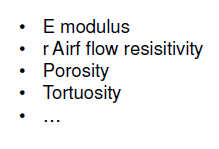 • E modulus
• r Airf flow resisitivity
• Porosity
• Tortuosity
• …